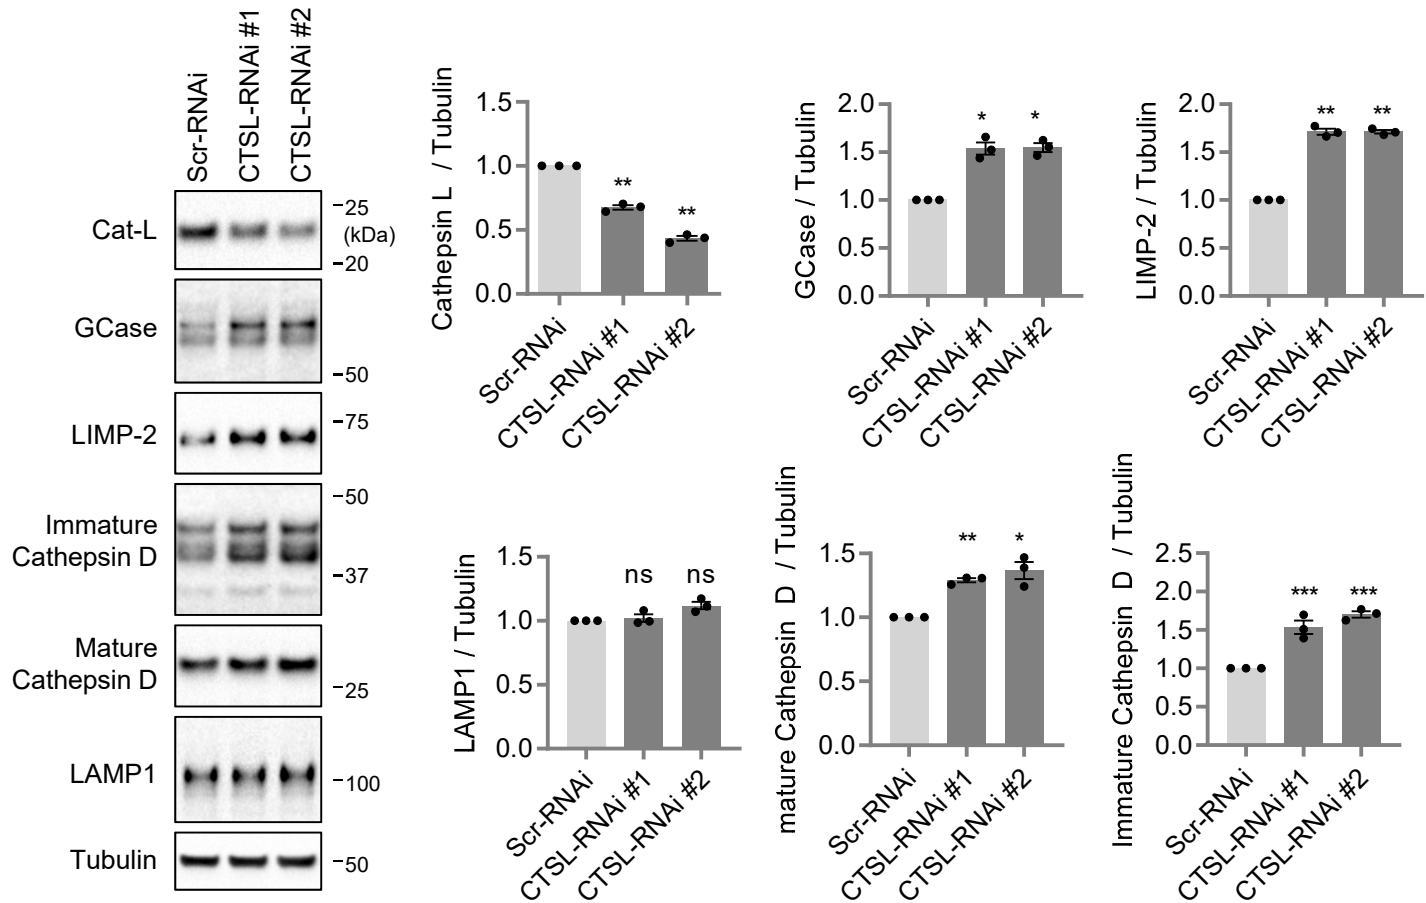 Scr-RNAi
CTSL-RNAi #1
CTSL-RNAi #2
Cat-L
25
(kDa)
20
GCase
50
LIMP-2
75
Immature
Cathepsin D
50
37
Mature
Cathepsin D
25
LAMP1
100
Tubulin
50
Cathepsin L / Tubulin
1.5
1.0
0.5
0.0
**
**
Scr-RNAi
CTSL-RNAi #1
CTSL-RNAi #2
GCase / Tubulin
2.0
1.5
1.0
0.5
0.0
*
*
Scr-RNAi
CTSL-RNAi #1
CTSL-RNAi #2
LIMP-2 / Tubulin
2.0
1.5
1.0
0.5
0.0
**
**
Scr-RNAi
CTSL-RNAi #1
CTSL-RNAi #2
LAMP1 / Tubulin
1.5
1.0
0.5
0.0
ns
ns
Scr-RNAi
CTSL-RNAi #1
CTSL-RNAi #2
mature Cathepsin D / Tubulin
1.5
1.0
0.5
0.0
**
*
Scr-RNAi
CTSL-RNAi #1
CTSL-RNAi #2
Immature Cathepsin D / Tubulin
2.5
2.0
1.5
1.0
0.5
0.0
***
***
Scr-RNAi
CTSL-RNAi #1
CTSL-RNAi #2